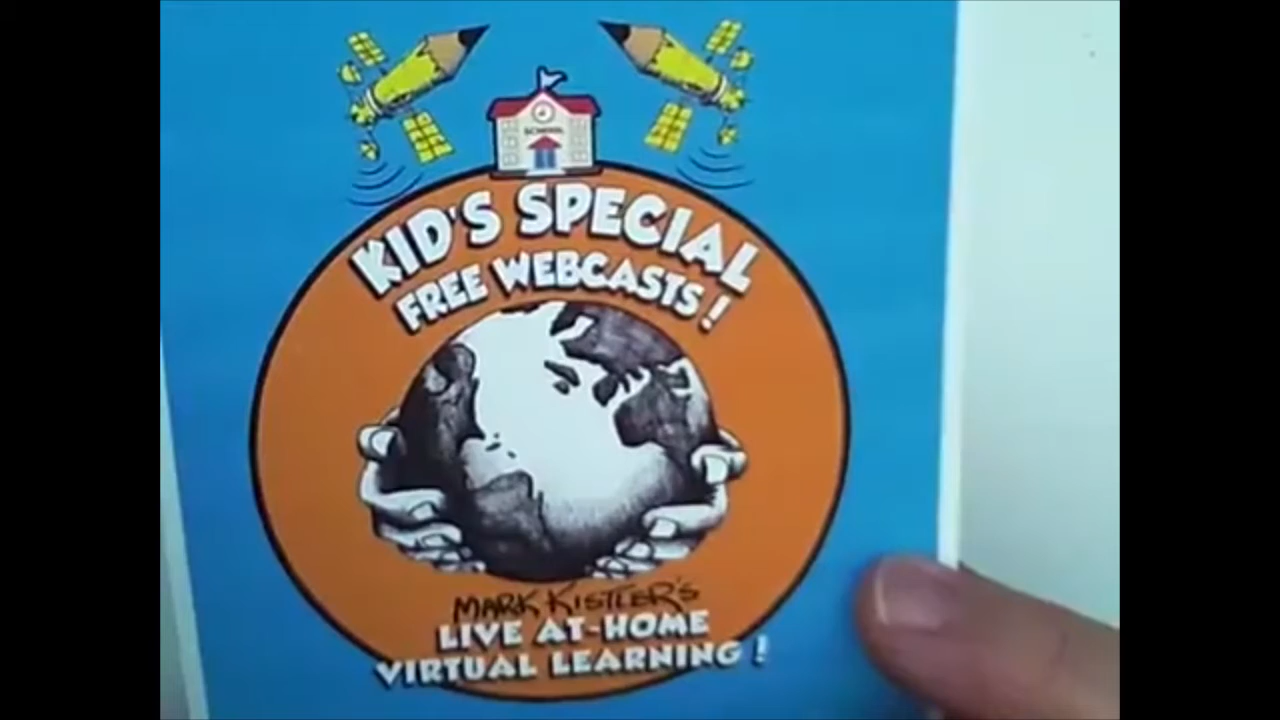 SCHOOL
KID'S SPECIAL
FREE WEBCASTS!
MARK KISTLER'S
LIVE AT-HOME
VIRTUAL LEARNING!